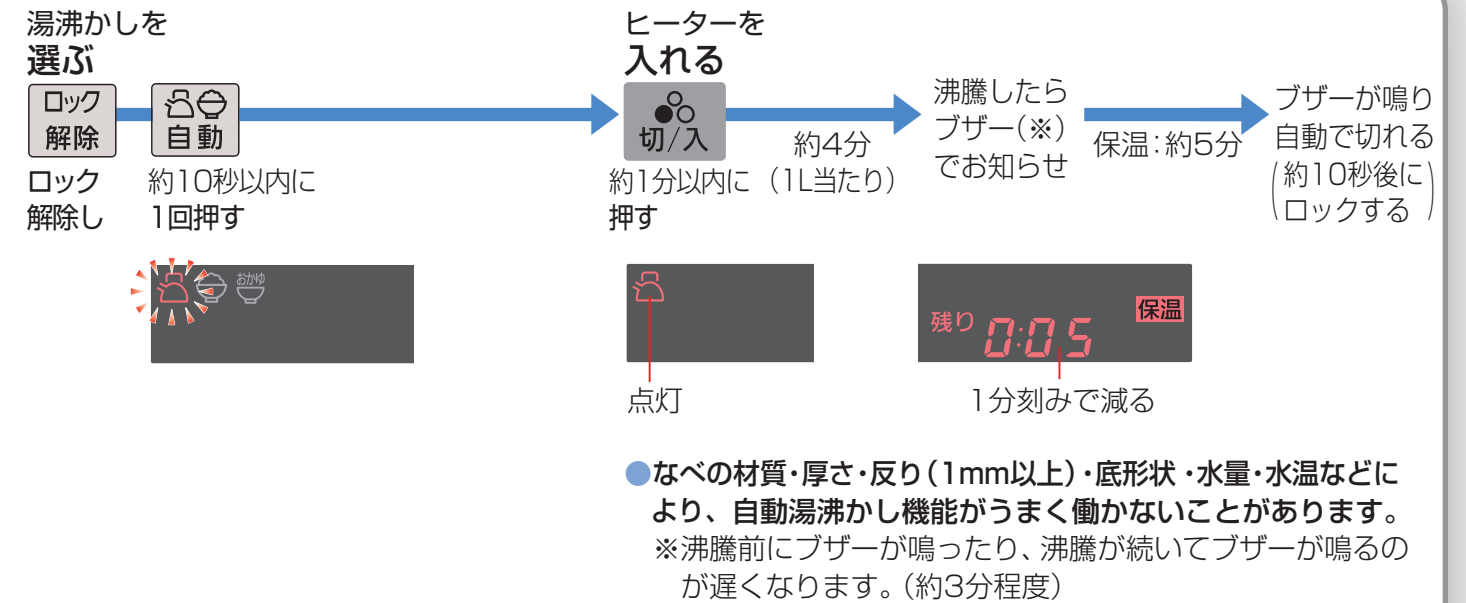 湯沸かしを
選ぶ
ロック
解除
自動
ロック
解除し
約10秒以内に
1回押す
おかゆ
ヒーターを
入れる
切/入
約1分以内に
押す
約4分
（1L当たり）
沸騰したら
ブザー（※）
でお知らせ
保温：約5分
ブザーが鳴り
自動で切れる
（約10秒後に
ロックする）
点灯
残り 0:05 保温
1分刻みで減る
●なべの材質・厚さ・反り（1mm以上）・底形状・水量・水温などに
より、自動湯沸かし機能がうまく働かないことがあります。
※沸騰前にブザーが鳴ったり、沸騰が続いてブザーが鳴るの
が遅くなります。（約3分程度）